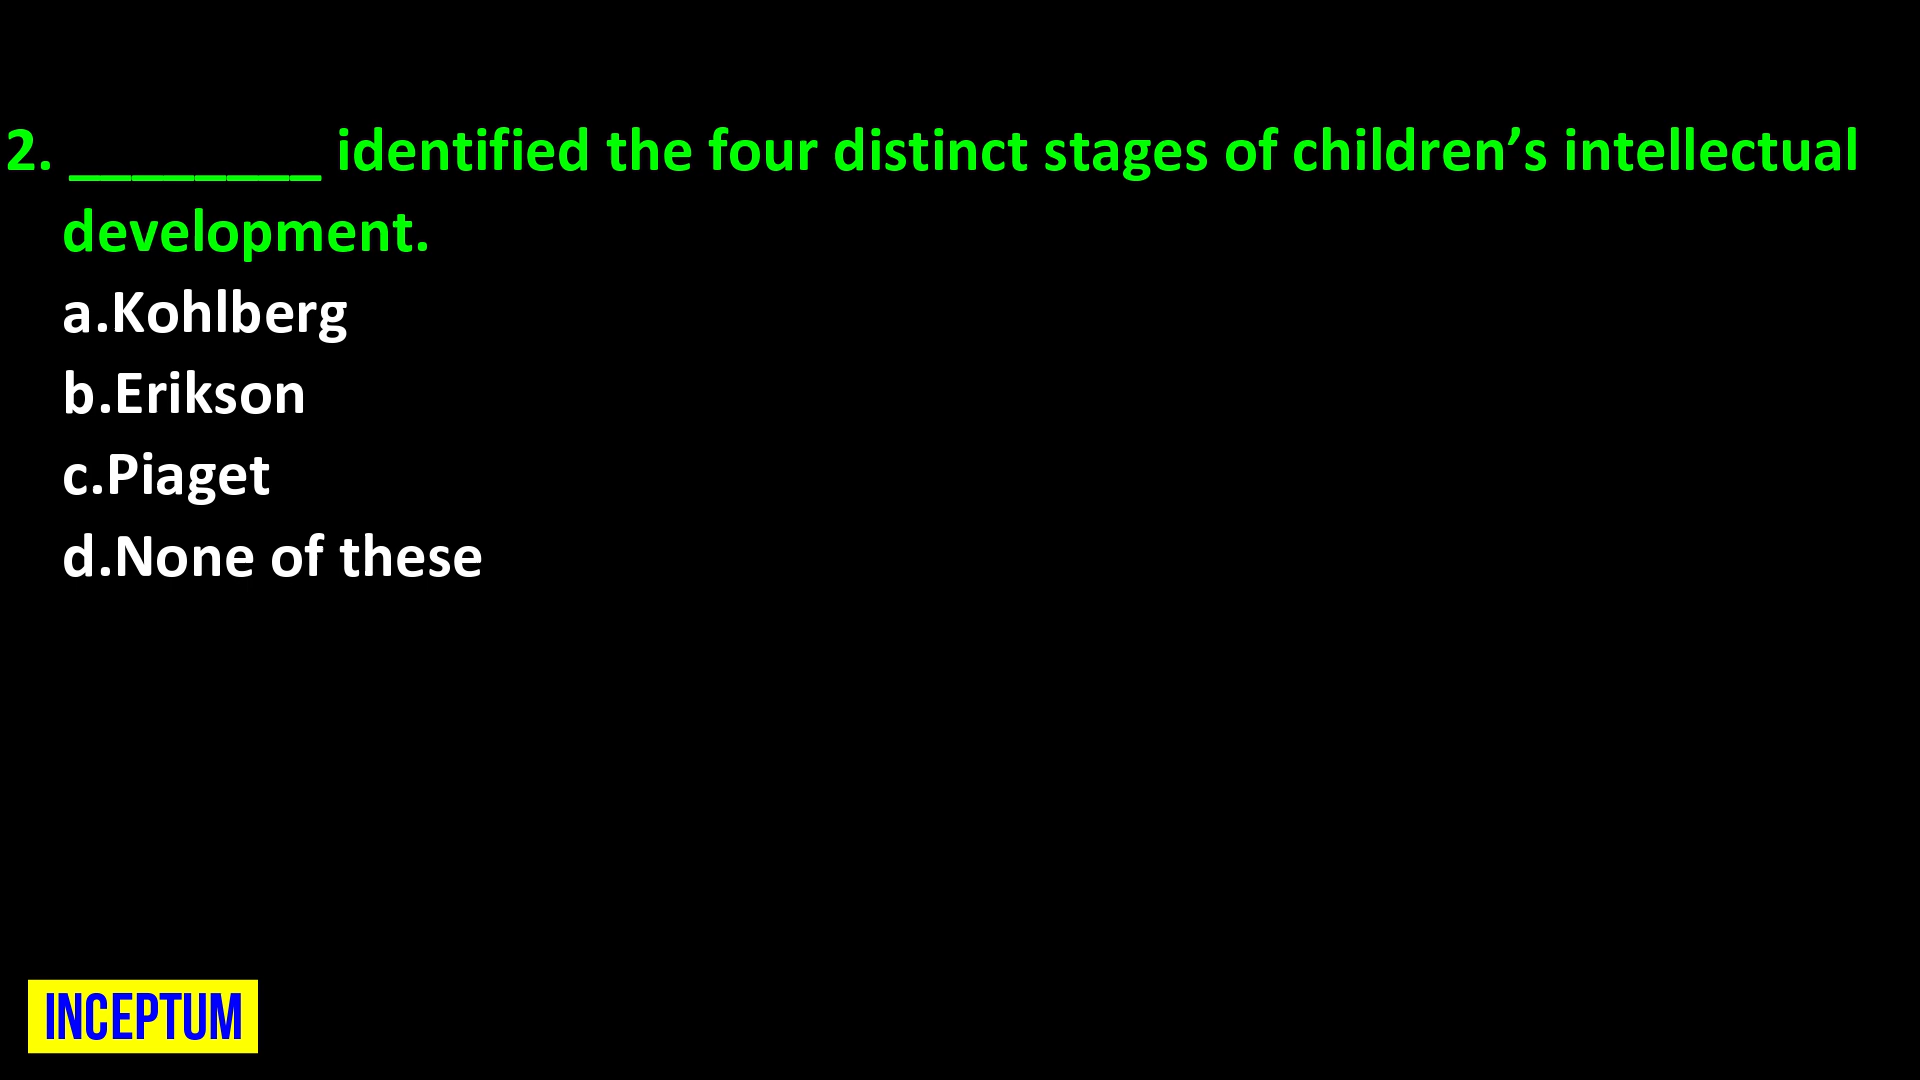 2. ________ identified the four distinct stages of children’s intellectual
development.
a.Kohlberg
b.Erikson
c.Piaget
d.None of these
INCEPTUM